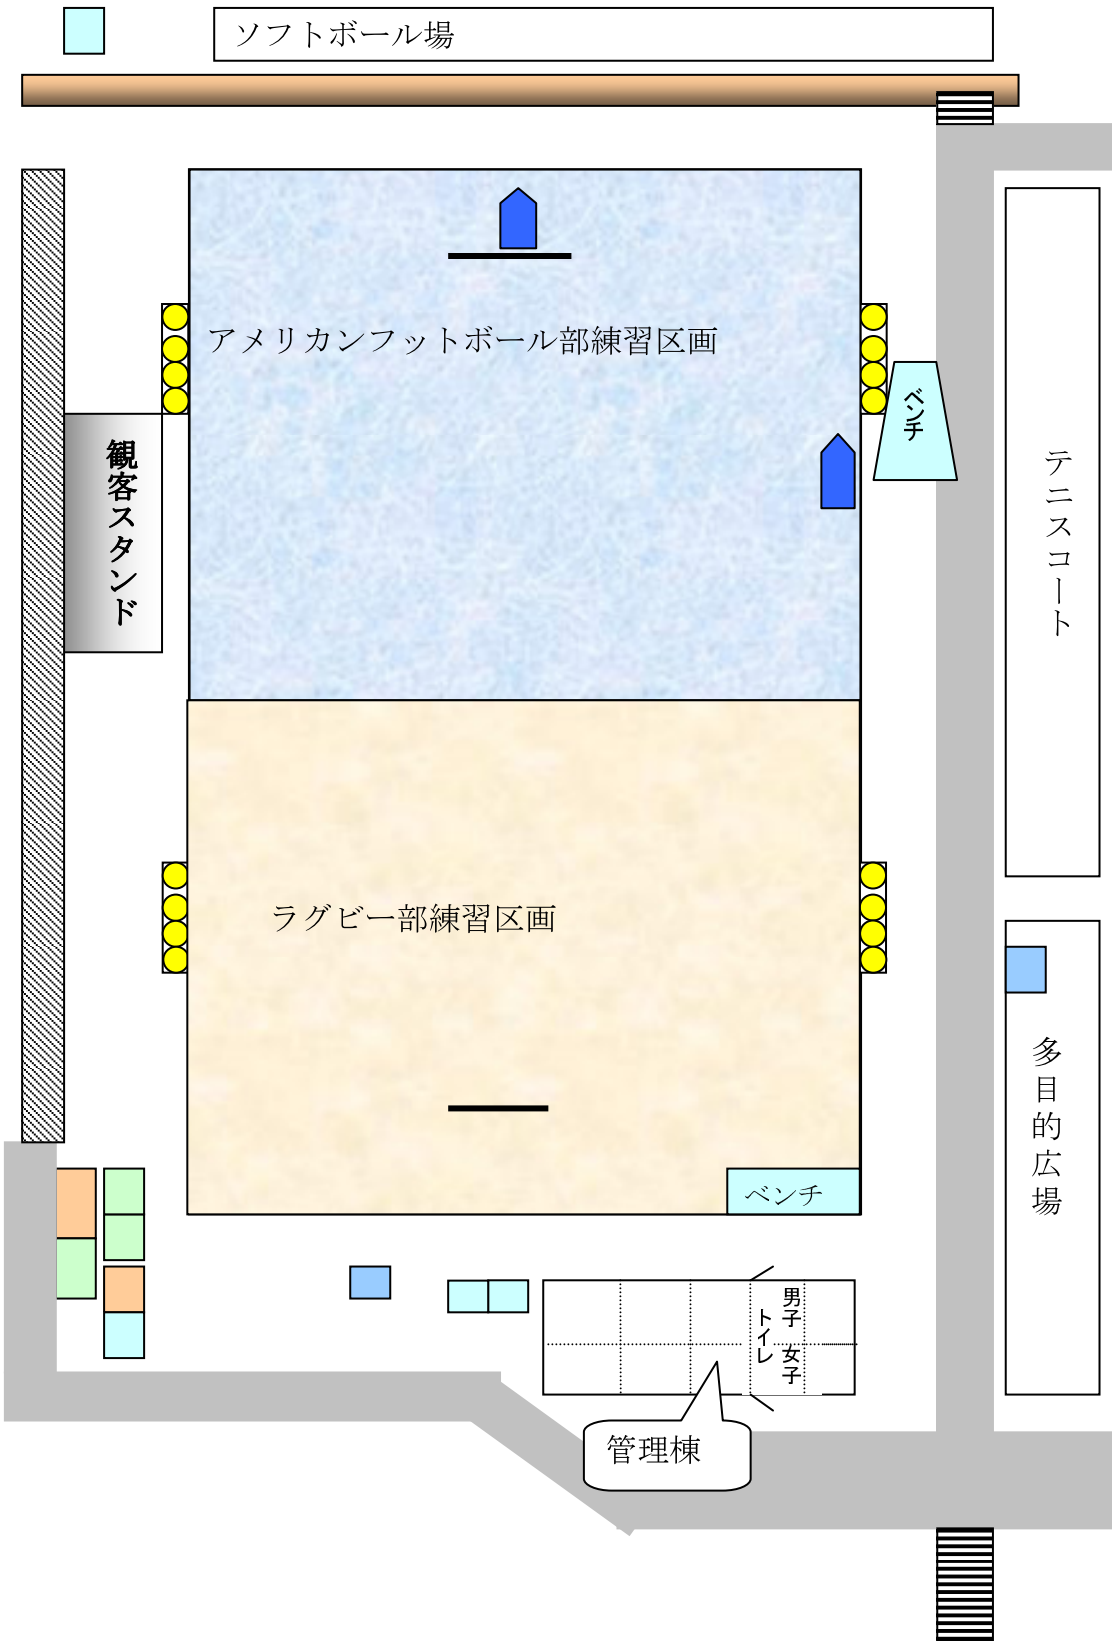 ソフトボール場
アメリカンフットボール部練習区画
ベンチ
観客スタンド
テニスコート
ラグビー部練習区画
多目的広場
ベンチ
男子 女子
トイレ
管理棟